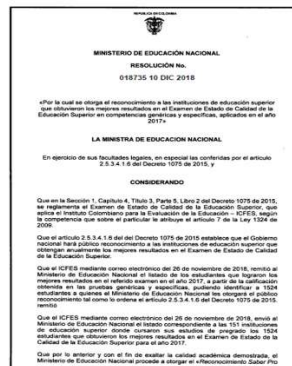 REPÚBLICA DE COLOMBIA
MINISTERIO DE EDUCACIÓN NACIONAL
RESOLUCIÓN No.
018735 10 DIC 2018
«Por la cual se otorga el reconocimiento a las instituciones de educación superior
que obtuvieron los mejores resultados en el Examen de Estado de Calidad de la
Educación Superior en competencias genéricas y específicas, aplicados en el año
2017»
LA MINISTRA DE EDUCACION NACIONAL
En ejercicio de sus facultades legales, en especial las conferidas por el artículo
2.5.3.4.1.6 del Decreto 1075 de 2015, y
CONSIDERANDO
Que en la Sección 1, Capítulo 4, Título 3, Parte 5, Libro 2 del Decreto 1075 de 2015,
se reglamenta el Examen de Estado de Calidad de la Educación Superior, que
aplica el Instituto Colombiano para la Evaluación de la Educación – ICFES, según
la competencia que sobre el particular le atribuye el artículo 7 de la Ley 1324 de
2009.
Que el artículo 2.5.3.4.1.6 del del Decreto 1075 de 2015 establece que el Gobierno
nacional hará público reconocimiento a las instituciones de educación superior que
obtengan anualmente los mejores resultados en el Examen de Estado de Calidad
de la Educación Superior.
Que el ICFES mediante correo electrónico del 26 de noviembre de 2018, remitió al
Ministerio de Educación Nacional el listado de los estudiantes que lograron los
mejores resultados en el referido examen en el año 2017, a partir de la calificación
obtenida en las pruebas genéricas y específicas, pudiendo identificar a 1524
estudiantes a quienes el Ministerio de Educación Nacional les otorgará el público
reconocimiento tal como lo ordena el artículo 2.5.3.4.1.6 del Decreto 1075 de 2015.
remitió
Que el ICFES mediante correo electrónico del 26 de noviembre de 2018, envió al
Ministerio de Educación Nacional el listado correspondiente a las 151 instituciones
de educación superior donde cursaron sus estudios de pregrado los 1524
estudiantes que obtuvieron los mejores resultados en el Examen de Estado de la
Calidad de la Educación Superior para el año 2017.
Que por lo anterior y con el fin de exaltar la calidad académica demostrada, el
Ministerio de Educación Nacional procede a otorgar el «Reconocimiento Saber Pro